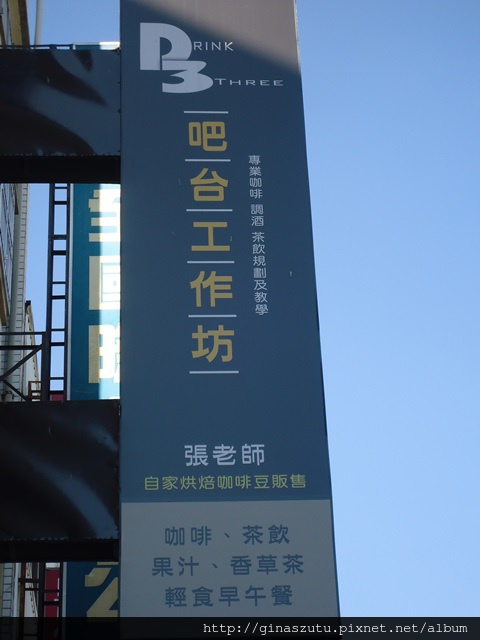 DRINK
3 THREE
吧台工作坊
專業咖啡 調酒 茶飲規劃及教學
張老師
自家烘焙咖啡豆販售
咖啡、茶飲
果汁、香草茶
輕食早午餐
http://ginaszutu.pixnet.net/album